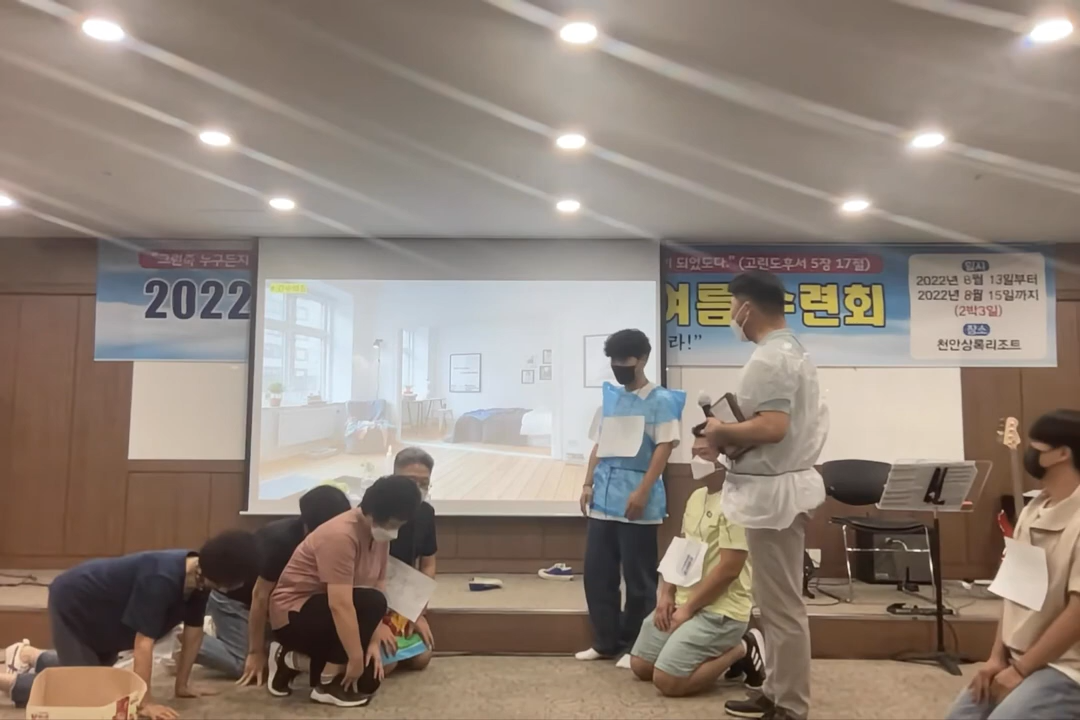 "그런즉 누구든지
되었도다." (고린도후서 5장 17절)
2022
여름 수련회
라!"
일시
2022년 8월 13일부터
2022년 8월 15일까지
(2박3일)
장소
천안상록리조트